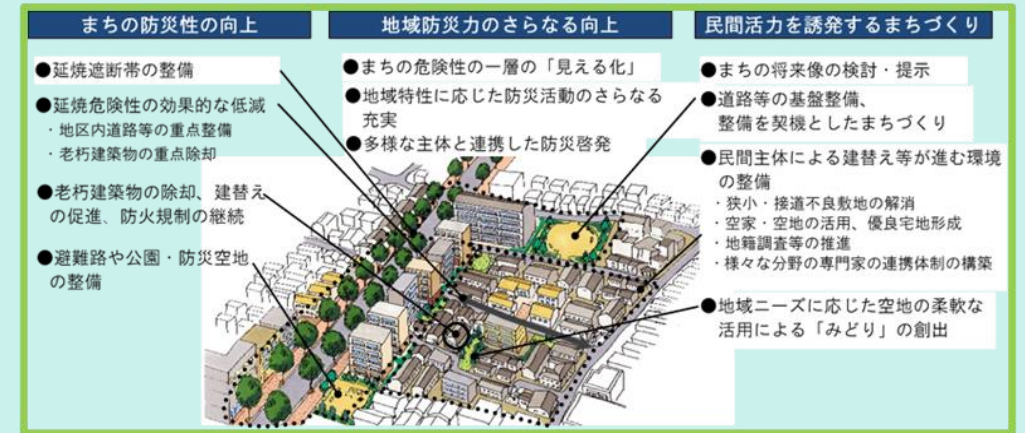 まちの防災性の向上
●延焼遮断帯の整備
●延焼危険性の効果的な低減
・地区内道路等の重点整備
・老朽建築物の重点除却
●老朽建築物の除却、建替え
の促進、防火規制の継続
●避難路や公園・防災空地
の整備
地域防災力のさらなる向上
●まちの危険性の一層の「見える化」
●地域特性に応じた防災活動のさらなる
充実
●多様な主体と連携した防災啓発
民間活力を誘発するまちづくり
●まちの将来像の検討・提示
●道路等の基盤整備、
整備を契機としたまちづくり
●民間主体による建替え等が進む環境
の整備
・狭小・接道不良敷地の解消
・空家・空地の活用、優良宅地形成
・地籍調査等の推進
・様々な分野の専門家の連携体制の構築
●地域ニーズに応じた空地の柔軟な
活用による「みどり」の創出